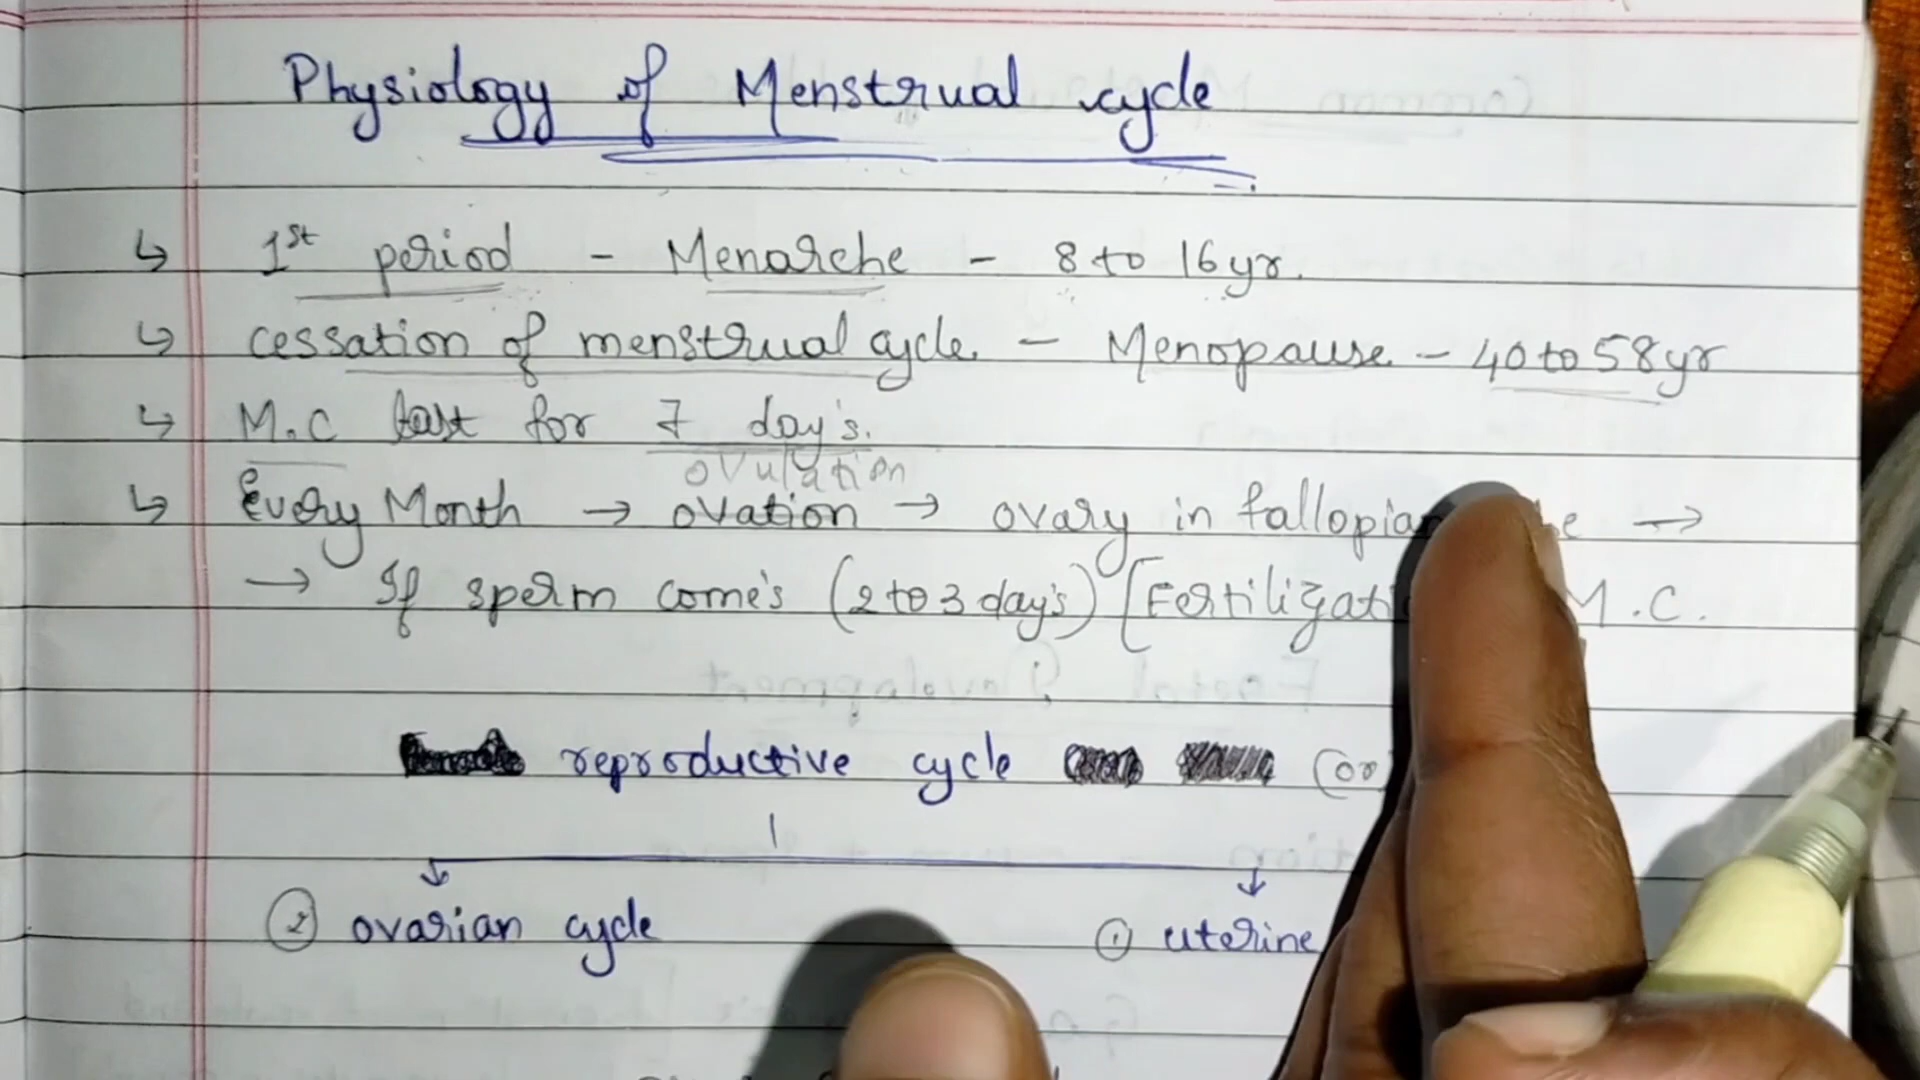 Physiology of Menstrual cycle
↳ 1st period - Menarche - 8 to 16 yr.
↳ cessation of menstrual cycle. - Menopause - 40 to 58 yr
↳ M.C last for 7 day's.
ovulation
↳ Every Month → ovation → ovary in fallopian →
→ If sperm come's (2 to 3 day's) [Fertilizati M.C.
reproductive cycle (or
② ovarian cycle ① uterine